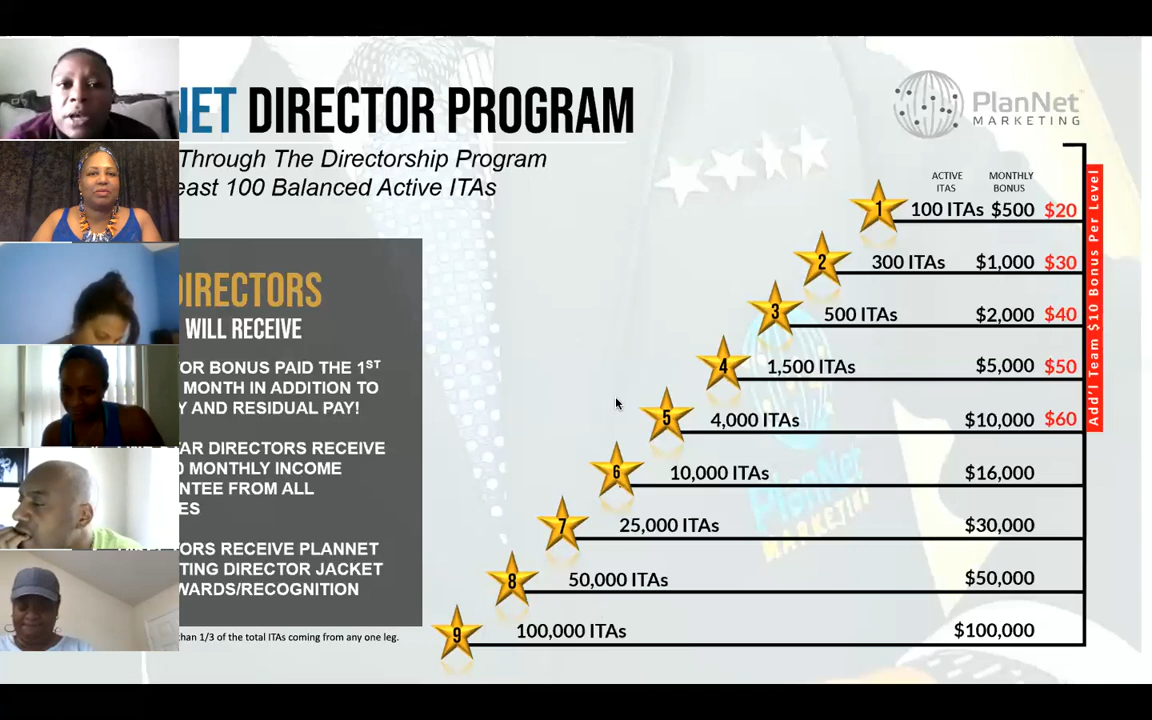 NET DIRECTOR PROGRAM
Through The Directorship Program
east 100 Balanced Active ITAs
PlanNet™
MARKETING
ACTIVE ITAS
MONTHLY BONUS
1 100 ITAs $500 $20
2 300 ITAs $1,000 $30
3 500 ITAs $2,000 $40
4 1,500 ITAs $5,000 $50
5 4,000 ITAs $10,000 $60
6 10,000 ITAs $16,000
7 25,000 ITAs $30,000
8 50,000 ITAs $50,000
9 100,000 ITAs $100,000
Add'l Team $10 Bonus Per Level
DIRECTORS
WILL RECEIVE
OR BONUS PAID THE 1ST
MONTH IN ADDITION TO
Y AND RESIDUAL PAY!
AR DIRECTORS RECEIVE
MONTHLY INCOME
NTEE FROM ALL
ES
ORS RECEIVE PLANNET
TING DIRECTOR JACKET
WARDS/RECOGNITION
than 1/3 of the total ITAs coming from any one leg.
PlanNet
MARKETING